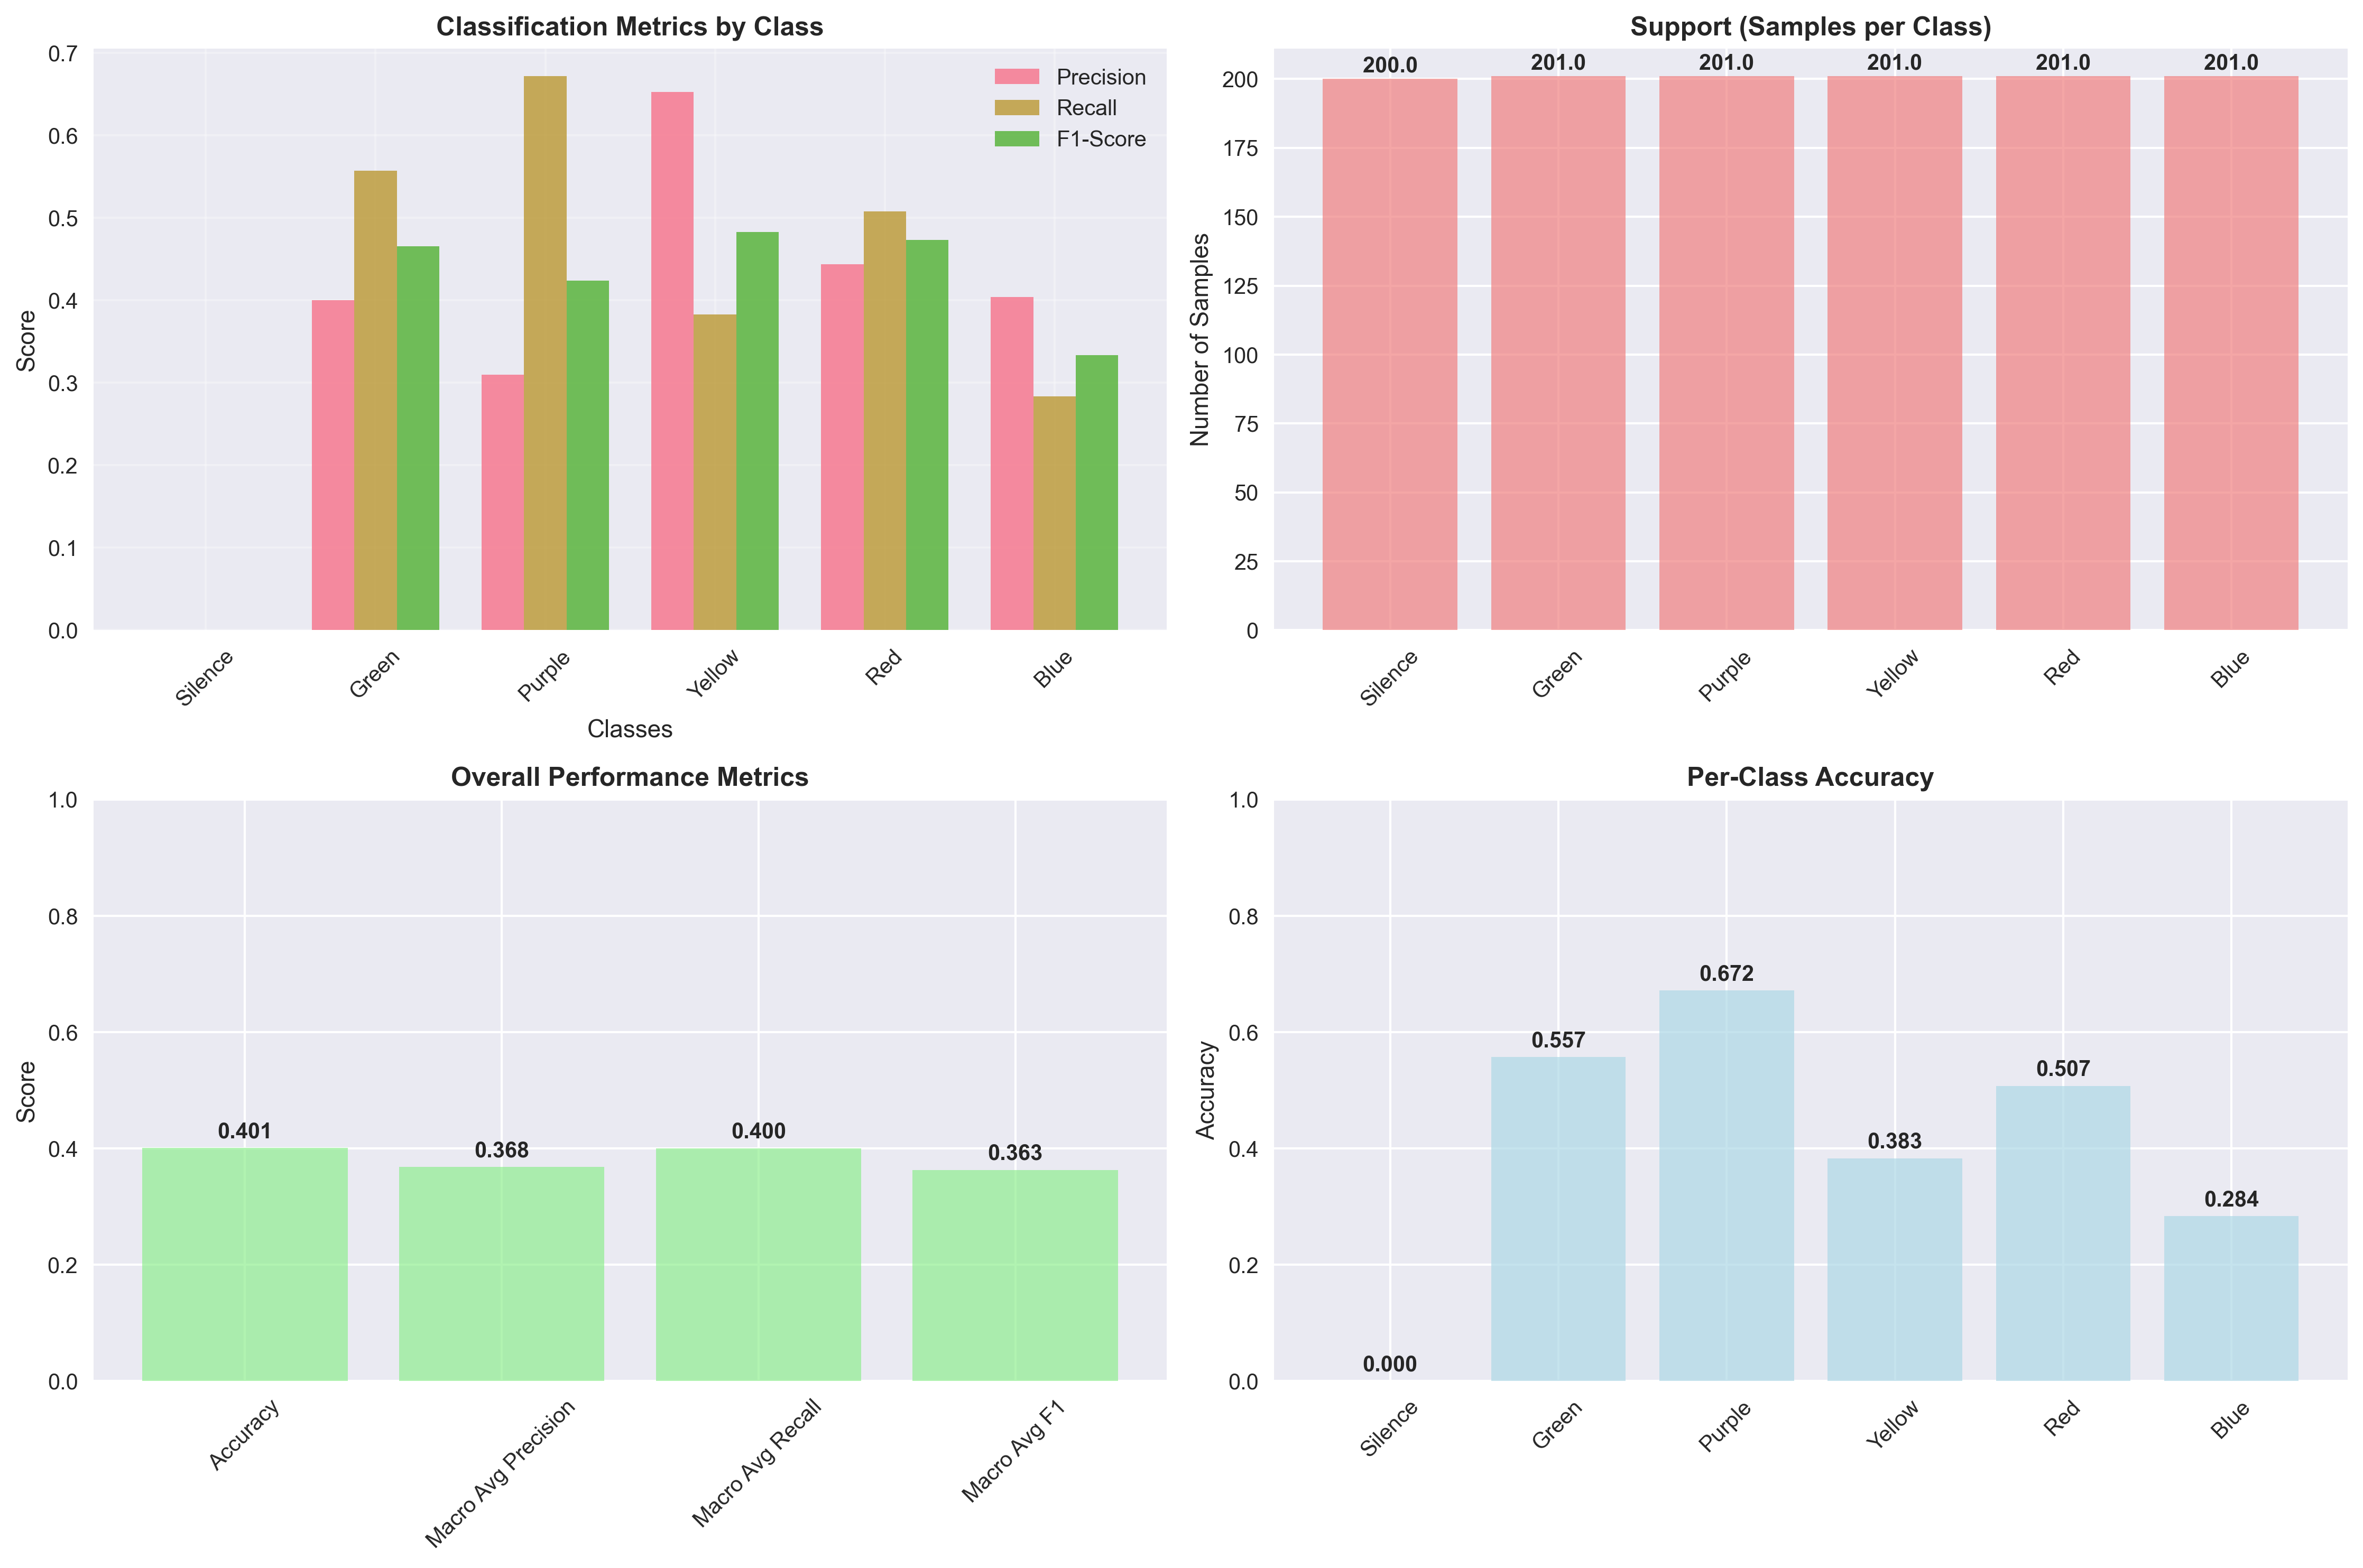 Classification Metrics by Class
Score
0.7
0.6
0.5
0.4
0.3
0.2
0.1
0.0
Precision
Recall
F1-Score
Silence
Green
Purple
Yellow
Red
Blue
Classes
Support (Samples per Class)
Number of Samples
200
175
150
125
100
75
50
25
0
200.0
201.0
201.0
201.0
201.0
201.0
Silence
Green
Purple
Yellow
Red
Blue
Overall Performance Metrics
Score
1.0
0.8
0.6
0.4
0.2
0.0
0.401
0.368
0.400
0.363
Accuracy
Macro Avg Precision
Macro Avg Recall
Macro Avg F1
Per-Class Accuracy
Accuracy
1.0
0.8
0.6
0.4
0.2
0.0
0.000
0.557
0.672
0.383
0.507
0.284
Silence
Green
Purple
Yellow
Red
Blue